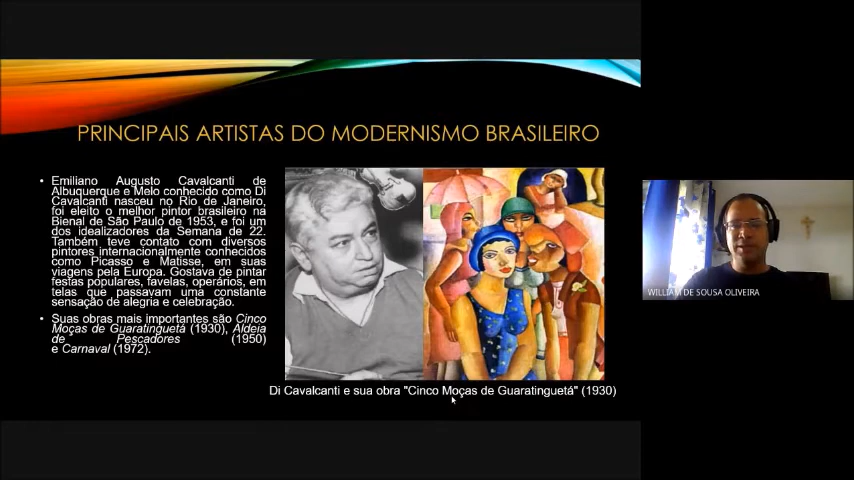 PRINCIPAIS ARTISTAS DO MODERNISMO BRASILEIRO
• Emiliano Augusto Cavalcanti de
Albuquerque e Melo conhecido como Di
Cavalcanti nasceu no Rio de Janeiro,
foi eleito o melhor pintor brasileiro na
Bienal de São Paulo de 1953, e foi um
dos idealizadores da Semana de 22.
Também teve contato com diversos
pintores internacionalmente conhecidos
como Picasso e Matisse, em suas
viagens pela Europa. Gostava de pintar
festas populares, favelas, operários, em
telas que passavam uma constante
sensação de alegria e celebração.
• Suas obras mais importantes são Cinco
Moças de Guaratinguetá (1930), Aldeia
de Pescadores (1950)
e Carnaval (1972).
Di Cavalcanti e sua obra "Cinco Moças de Guaratinguetá" (1930)
WILLIAM DE SOUSA OLIVEIRA